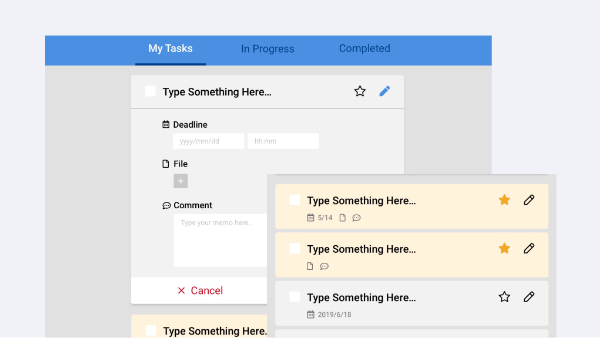 My Tasks In Progress Completed
Type Something Here...
Deadline
yyyy/mm/dd hh:mm
File
+
Comment
Type your memo here...
Cancel
Type Something Here.
Type Something Here...
5/14
Type Something Here...
Type Something Here...
2019/6/18